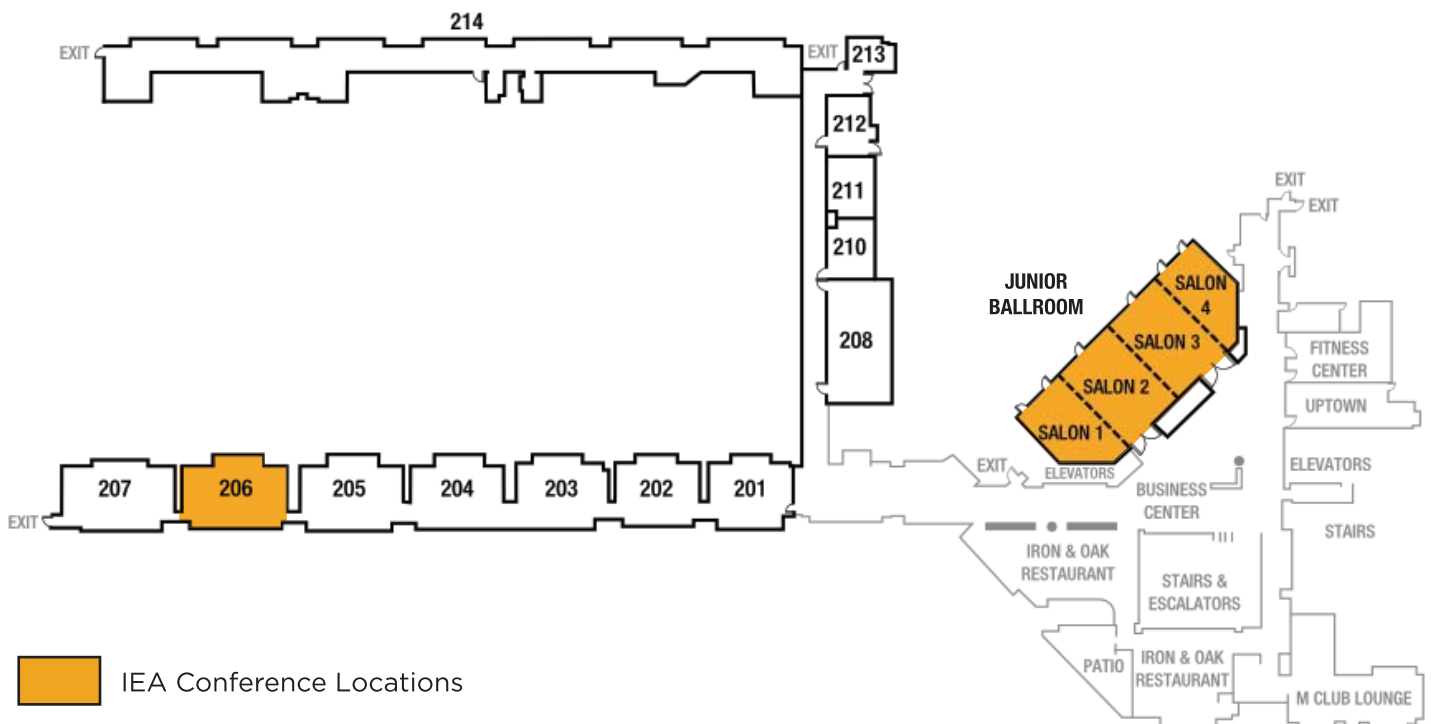 214
EXIT
EXIT
213
212
211
210
208
EXIT
EXIT
JUNIOR
BALLROOM
SALON
4
SALON 3
SALON 2
SALON 1
FITNESS
CENTER
UPTOWN
207
206
205
204
203
202
201
EXIT
EXIT
ELEVATORS
ELEVATORS
BUSINESS
CENTER
STAIRS
IRON & OAK
RESTAURANT
STAIRS &
ESCALATORS
PATIO
IRON & OAK
RESTAURANT
M CLUB LOUNGE
IEA Conference Locations